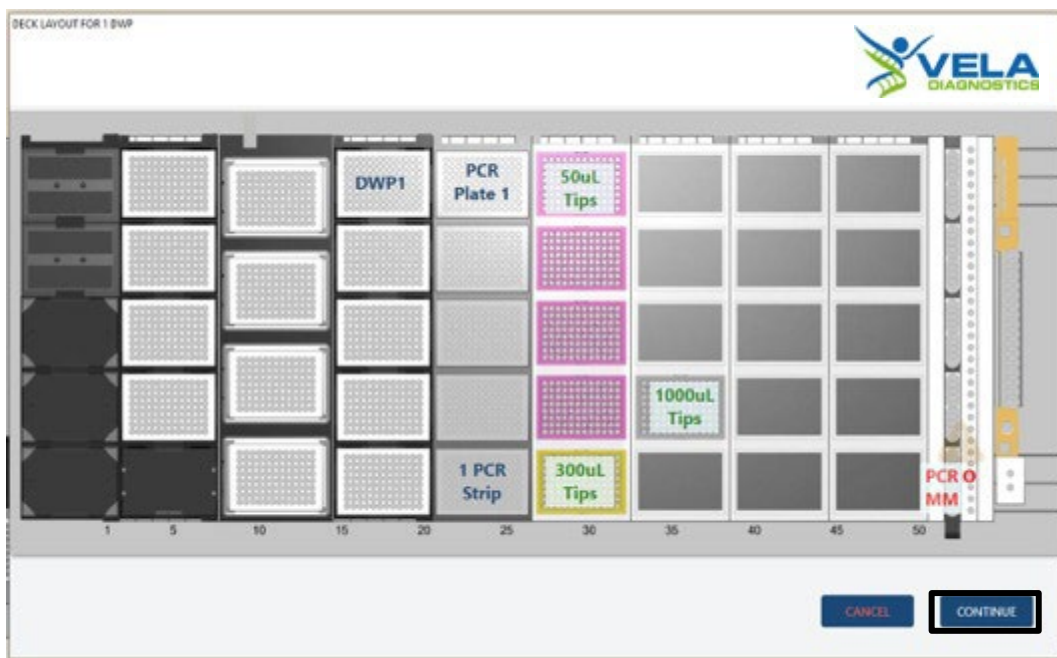 DECK LAYOUT FOR 1 DWP
VELA
DIAGNOSTICS
DWP1
PCR
Plate 1
50uL
Tips
1000uL
Tips
1 PCR
Strip
300uL
Tips
PCR
MM
1 5 10 15 20 25 30 35 40 45 50
CANCEL
CONTINUE